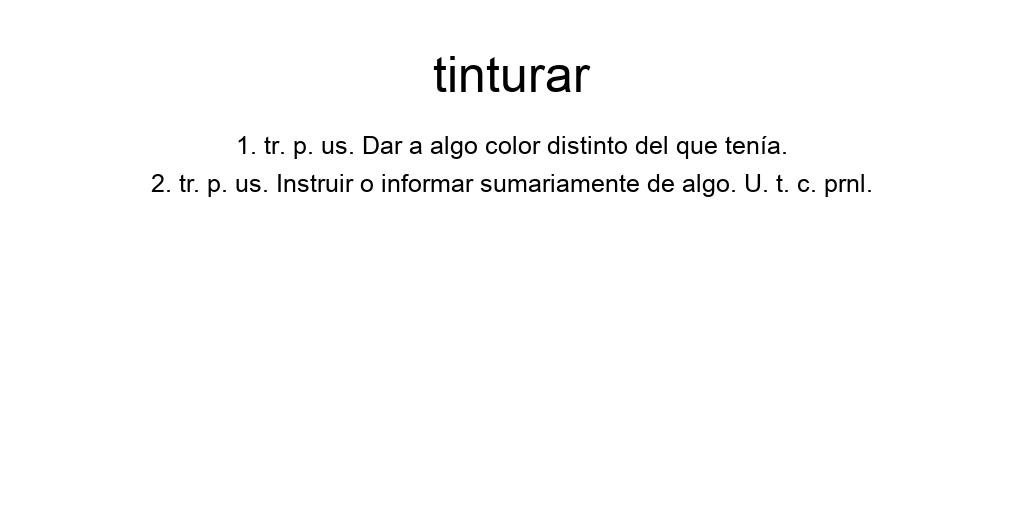 tinturar
1. tr. p. us. Dar a algo color distinto del que tenía.
2. tr. p. us. Instruir o informar sumariamente de algo. U. t. c. prnl.